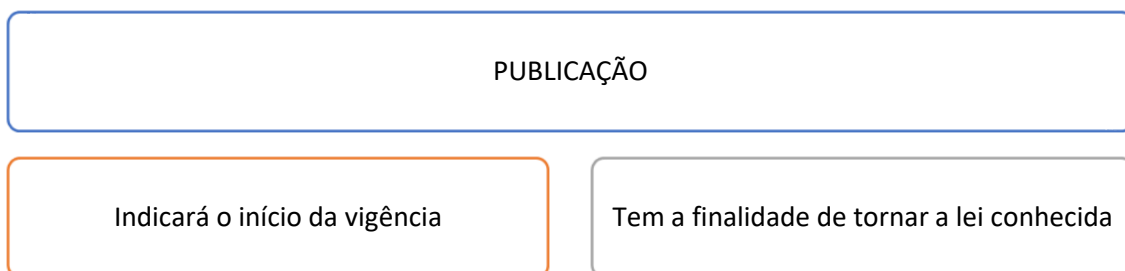 PUBLICAÇÃO
Indicará o início da vigência
Tem a finalidade de tornar a lei conhecida